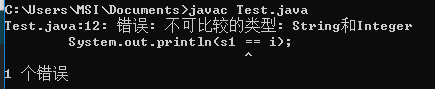 C:\Users\MSI\Documents>javac Test.java
Test.java:12: 错误: 不可比较的类型: String和Integer
        System.out.println(s1 == i);
                              ^
1 个错误